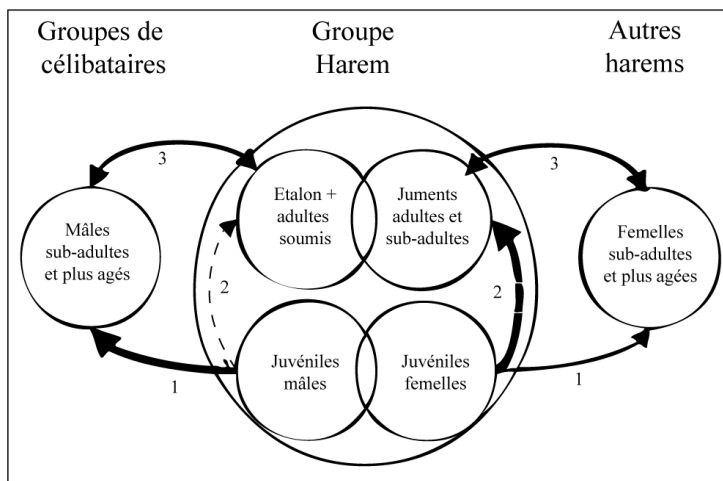 Groupes de
célibataires
Groupe
Harem
Autres
harems
3
3
Etalon +
adultes
soumis
Juments
adultes et
sub-adultes
Mâles
sub-adultes
et plus agés
Femelles
sub-adultes
et plus agées
2
2
Juvéniles
mâles
Juvéniles
femelles
1
1